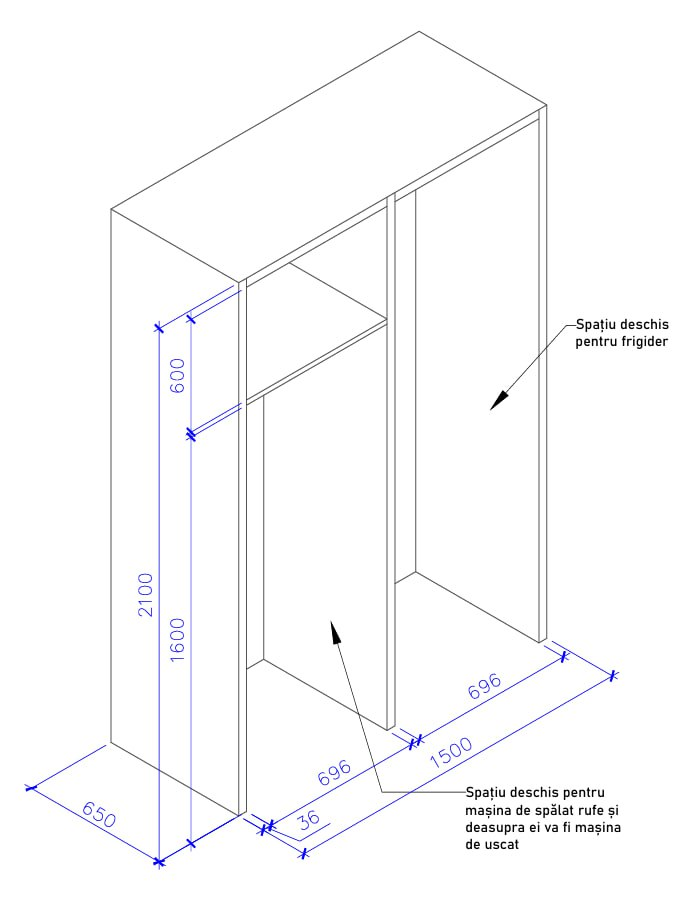 Spațiu deschis
pentru frigider
600
2100
1600
696
1500
696
36
650
Spațiu deschis pentru
mașina de spălat rufe și
deasupra ei va fi mașina
de uscat